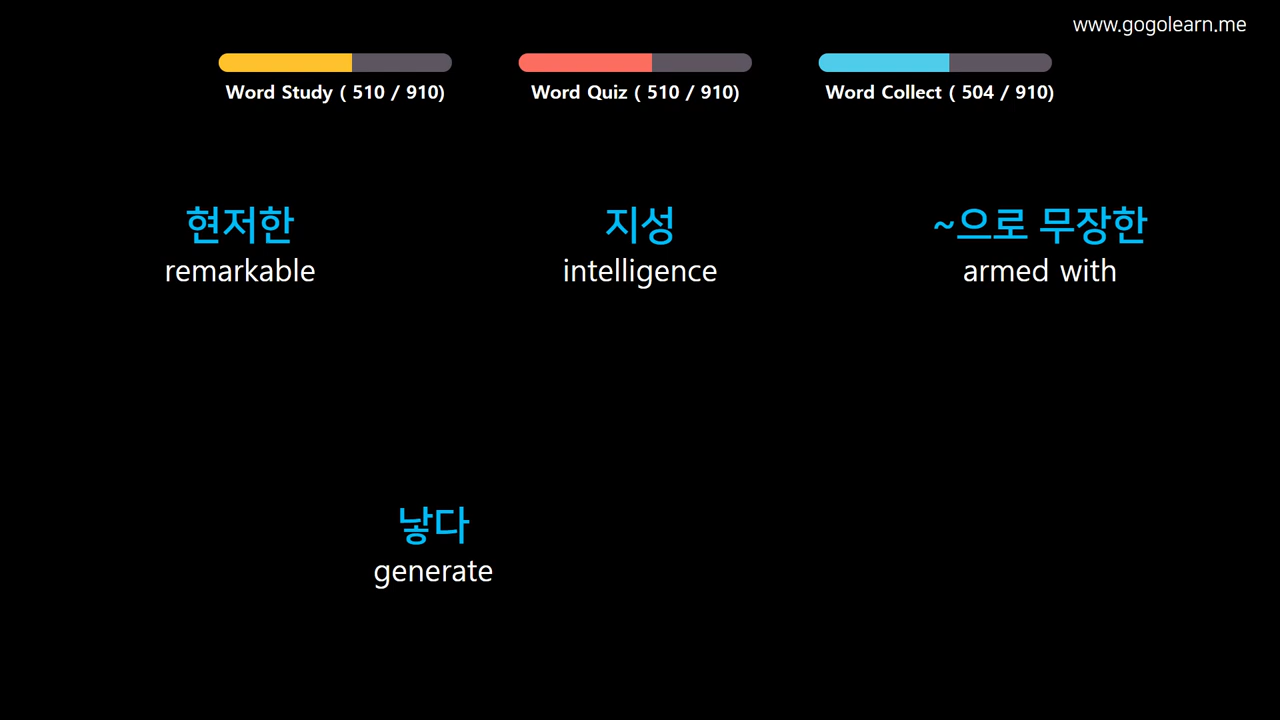 www.gogolearn.me
Word Study ( 510 / 910)
Word Quiz ( 510 / 910)
Word Collect ( 504 / 910)
현저한
remarkable
지성
intelligence
~으로 무장한
armed with
낳다
generate